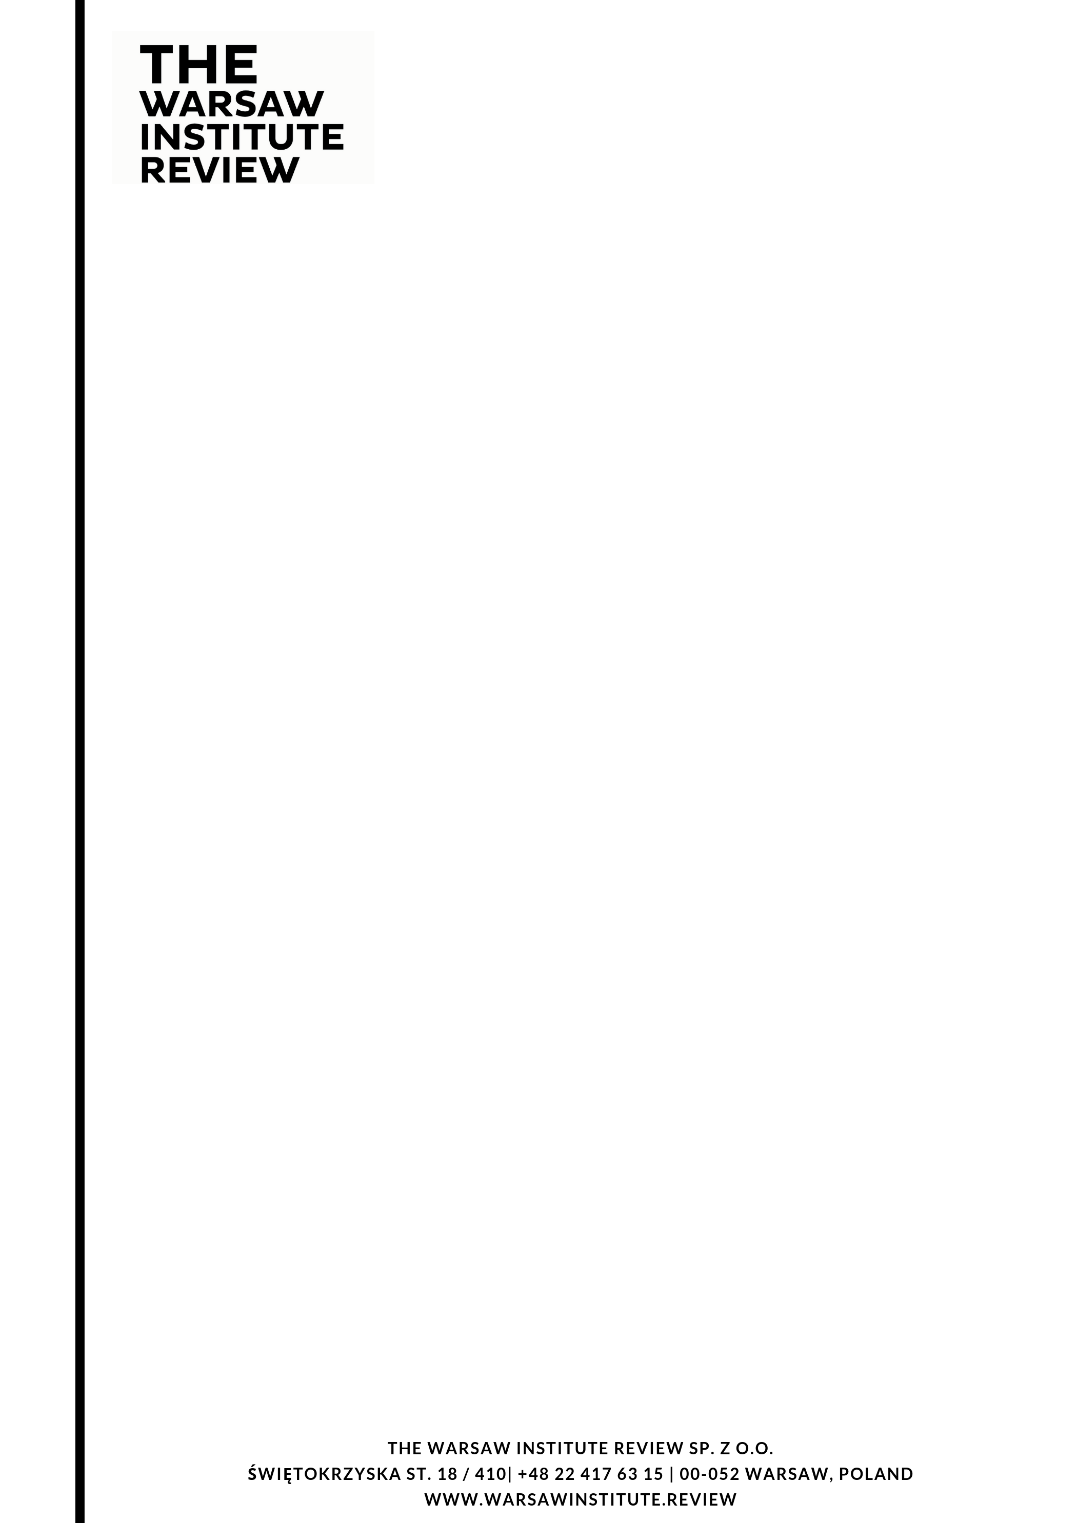 THE
WARSAW
INSTITUTE
REVIEW
THE WARSAW INSTITUTE REVIEW SP. Z O.O.
ŚWIĘTOKRZYSKA ST. 18 / 410| +48 22 417 63 15 | 00-052 WARSAW, POLAND
WWW.WARSAWINSTITUTE.REVIEW